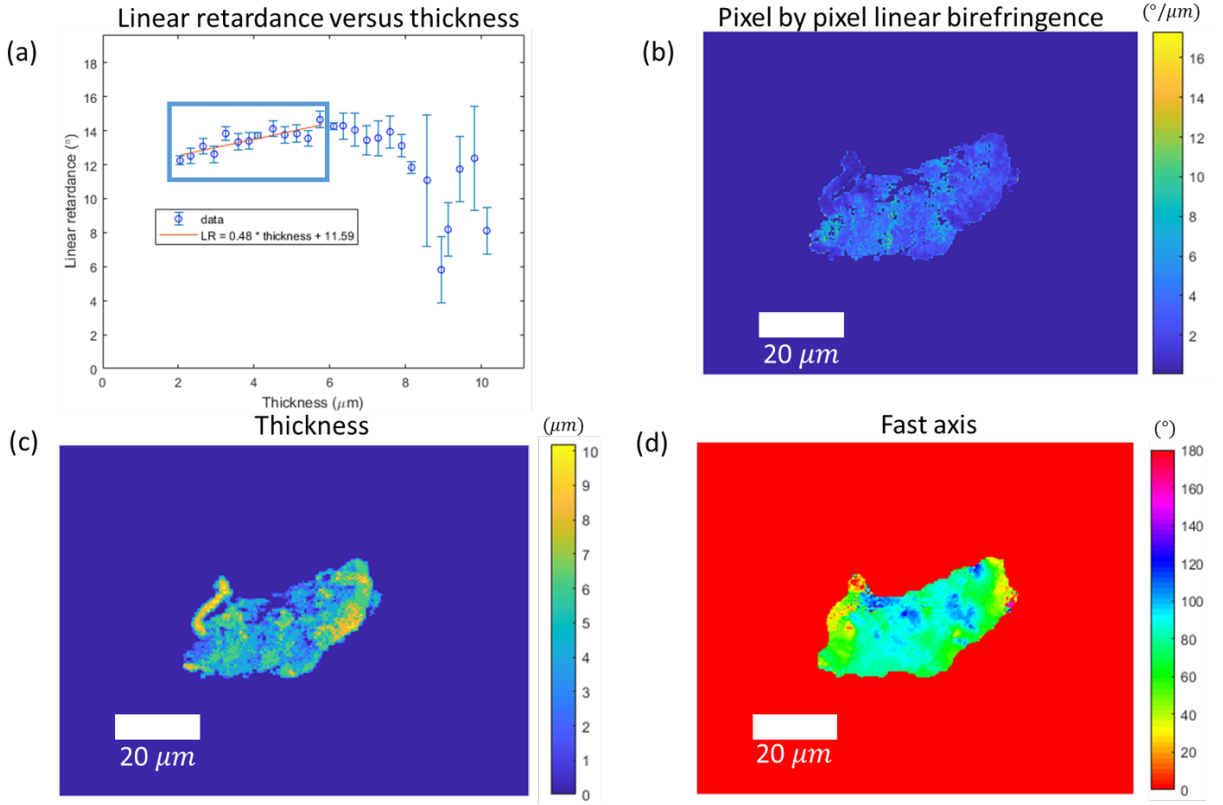 Linear retardance versus thickness
(a)
18
16
14
12
10
8
6
4
2
0
Linear retardance (°)
data
LR = 0.48 * thickness + 11.59
0
2
4
6
8
10
Thickness (μm)
Pixel by pixel linear birefringence
(°/μm)
(b)
16
14
12
10
8
6
4
2
20 μm
Thickness
(μm)
(c)
10
9
8
7
6
5
4
3
2
1
0
20 μm
Fast axis
(°)
(d)
180
160
140
120
100
80
60
40
20
0
20 μm